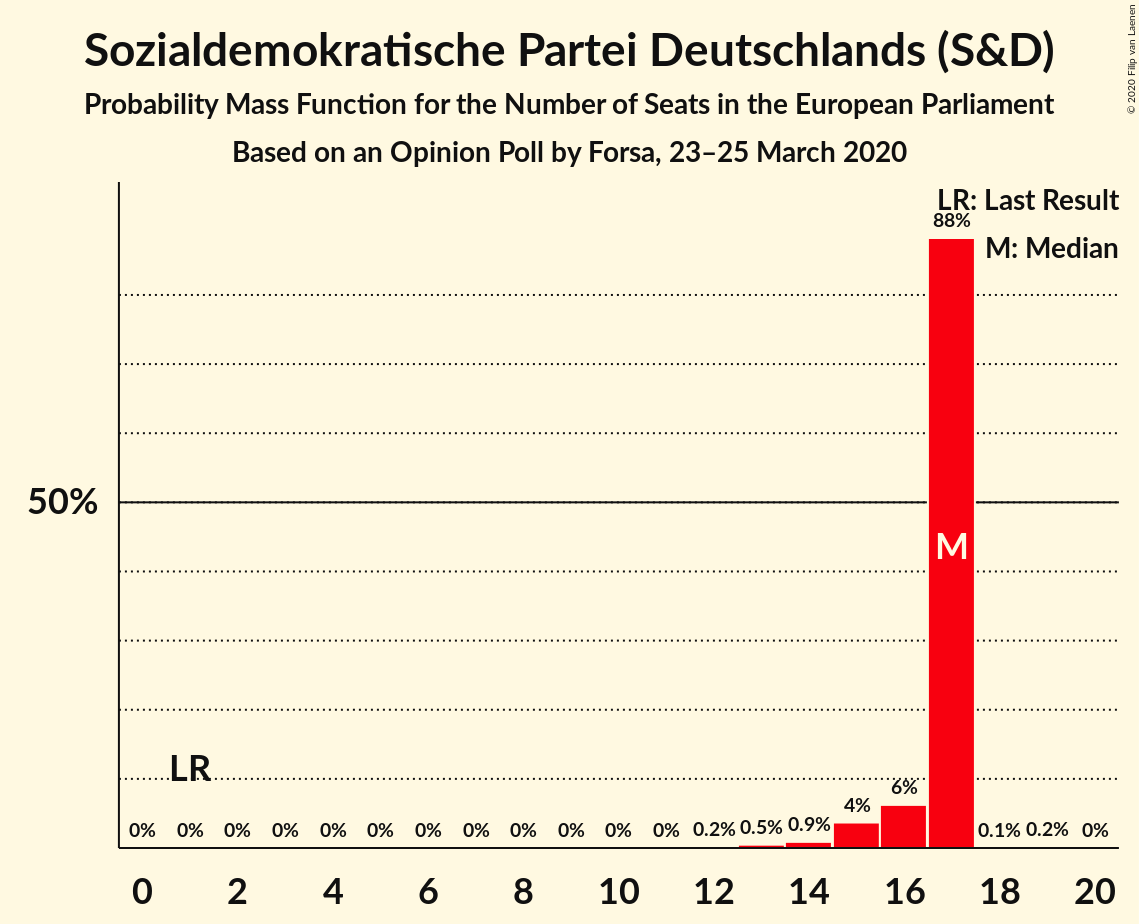 Sozialdemokratische Partei Deutschlands (S&D)
Probability Mass Function for the Number of Seats in the European Parliament
Based on an Opinion Poll by Forsa, 23–25 March 2020
© 2020 Filip van Laenen
LR: Last Result
M: Median
88%
50%
M
LR
0% 0% 0% 0% 0% 0% 0% 0% 0% 0% 0% 0% 0.2% 0.5% 0.9% 4% 6% 0.1% 0.2% 0%
0 2 4 6 8 10 12 14 16 18 20